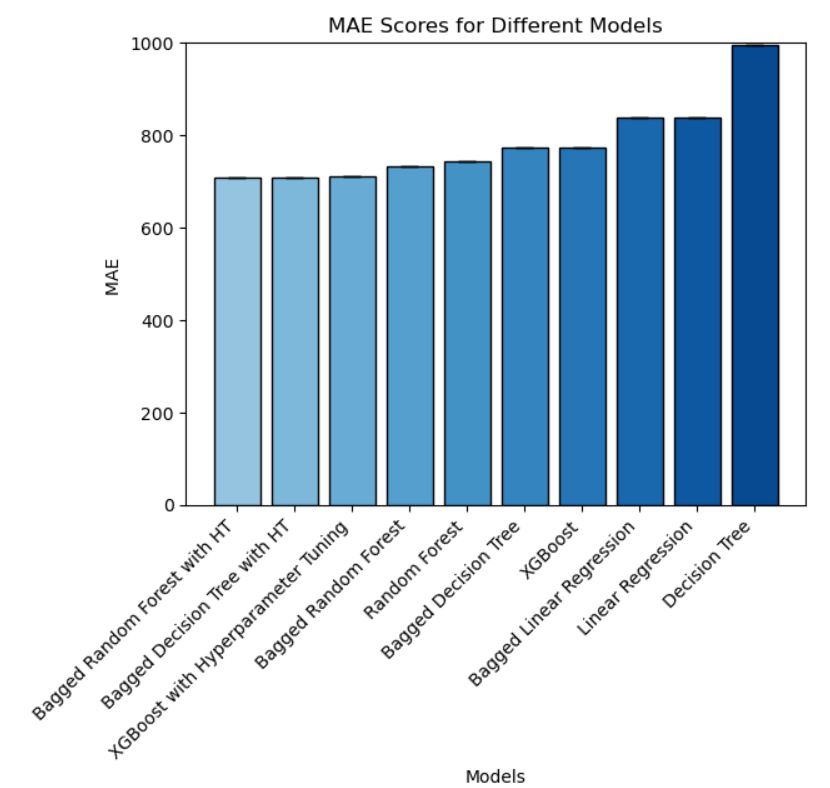 MAE Scores for Different Models
1000
800
600
400
200
0
MAE
Bagged Random Forest with HT
Bagged Decision Tree with HT
XGBoost with Hyperparameter Tuning
Bagged Random Forest
Random Forest
Bagged Decision Tree
XGBoost
Bagged Linear Regression
Linear Regression
Decision Tree
Models